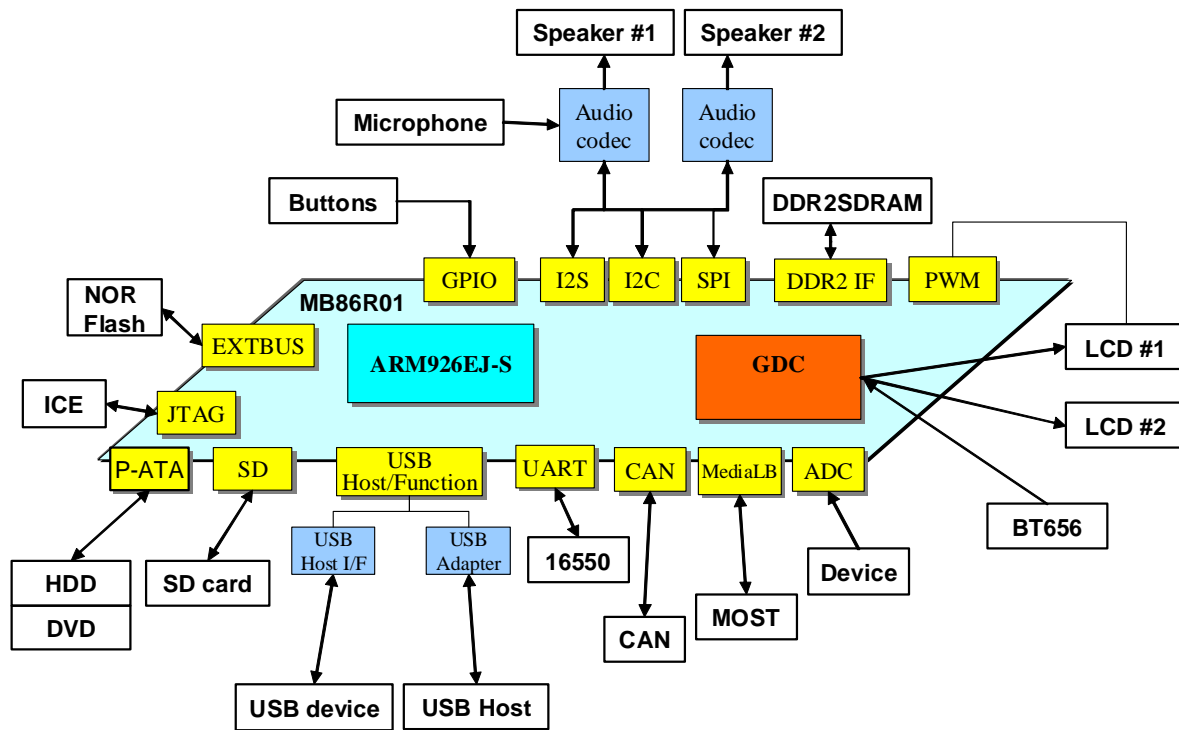 Speaker #1
Speaker #2
Microphone
Audio
codec
Audio
codec
Buttons
DDR2SDRAM
GPIO
I2S
I2C
SPI
DDR2 IF
PWM
NOR
Flash
MB86R01
EXTBUS
ARM926EJ-S
GDC
LCD #1
ICE
JTAG
LCD #2
P-ATA
SD
USB
Host/Function
UART
CAN
MediaLB
ADC
BT656
USB
Host I/F
USB
Adapter
16550
Device
HDD
DVD
SD card
CAN
MOST
USB device
USB Host